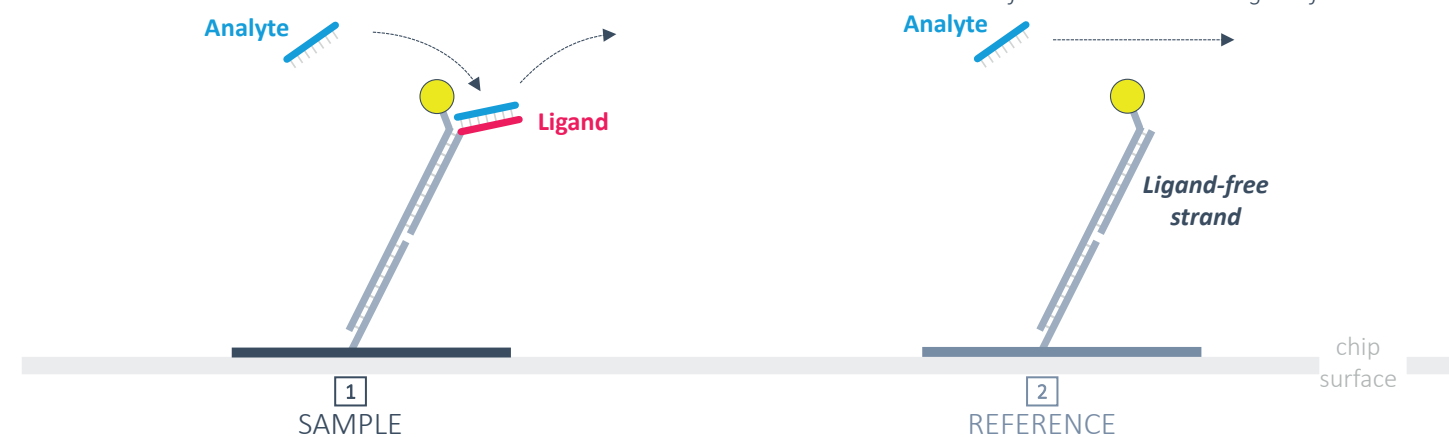 Analyte
Ligand
1
SAMPLE
Analyte
Ligand-free
strand
2
REFERENCE
chip
surface